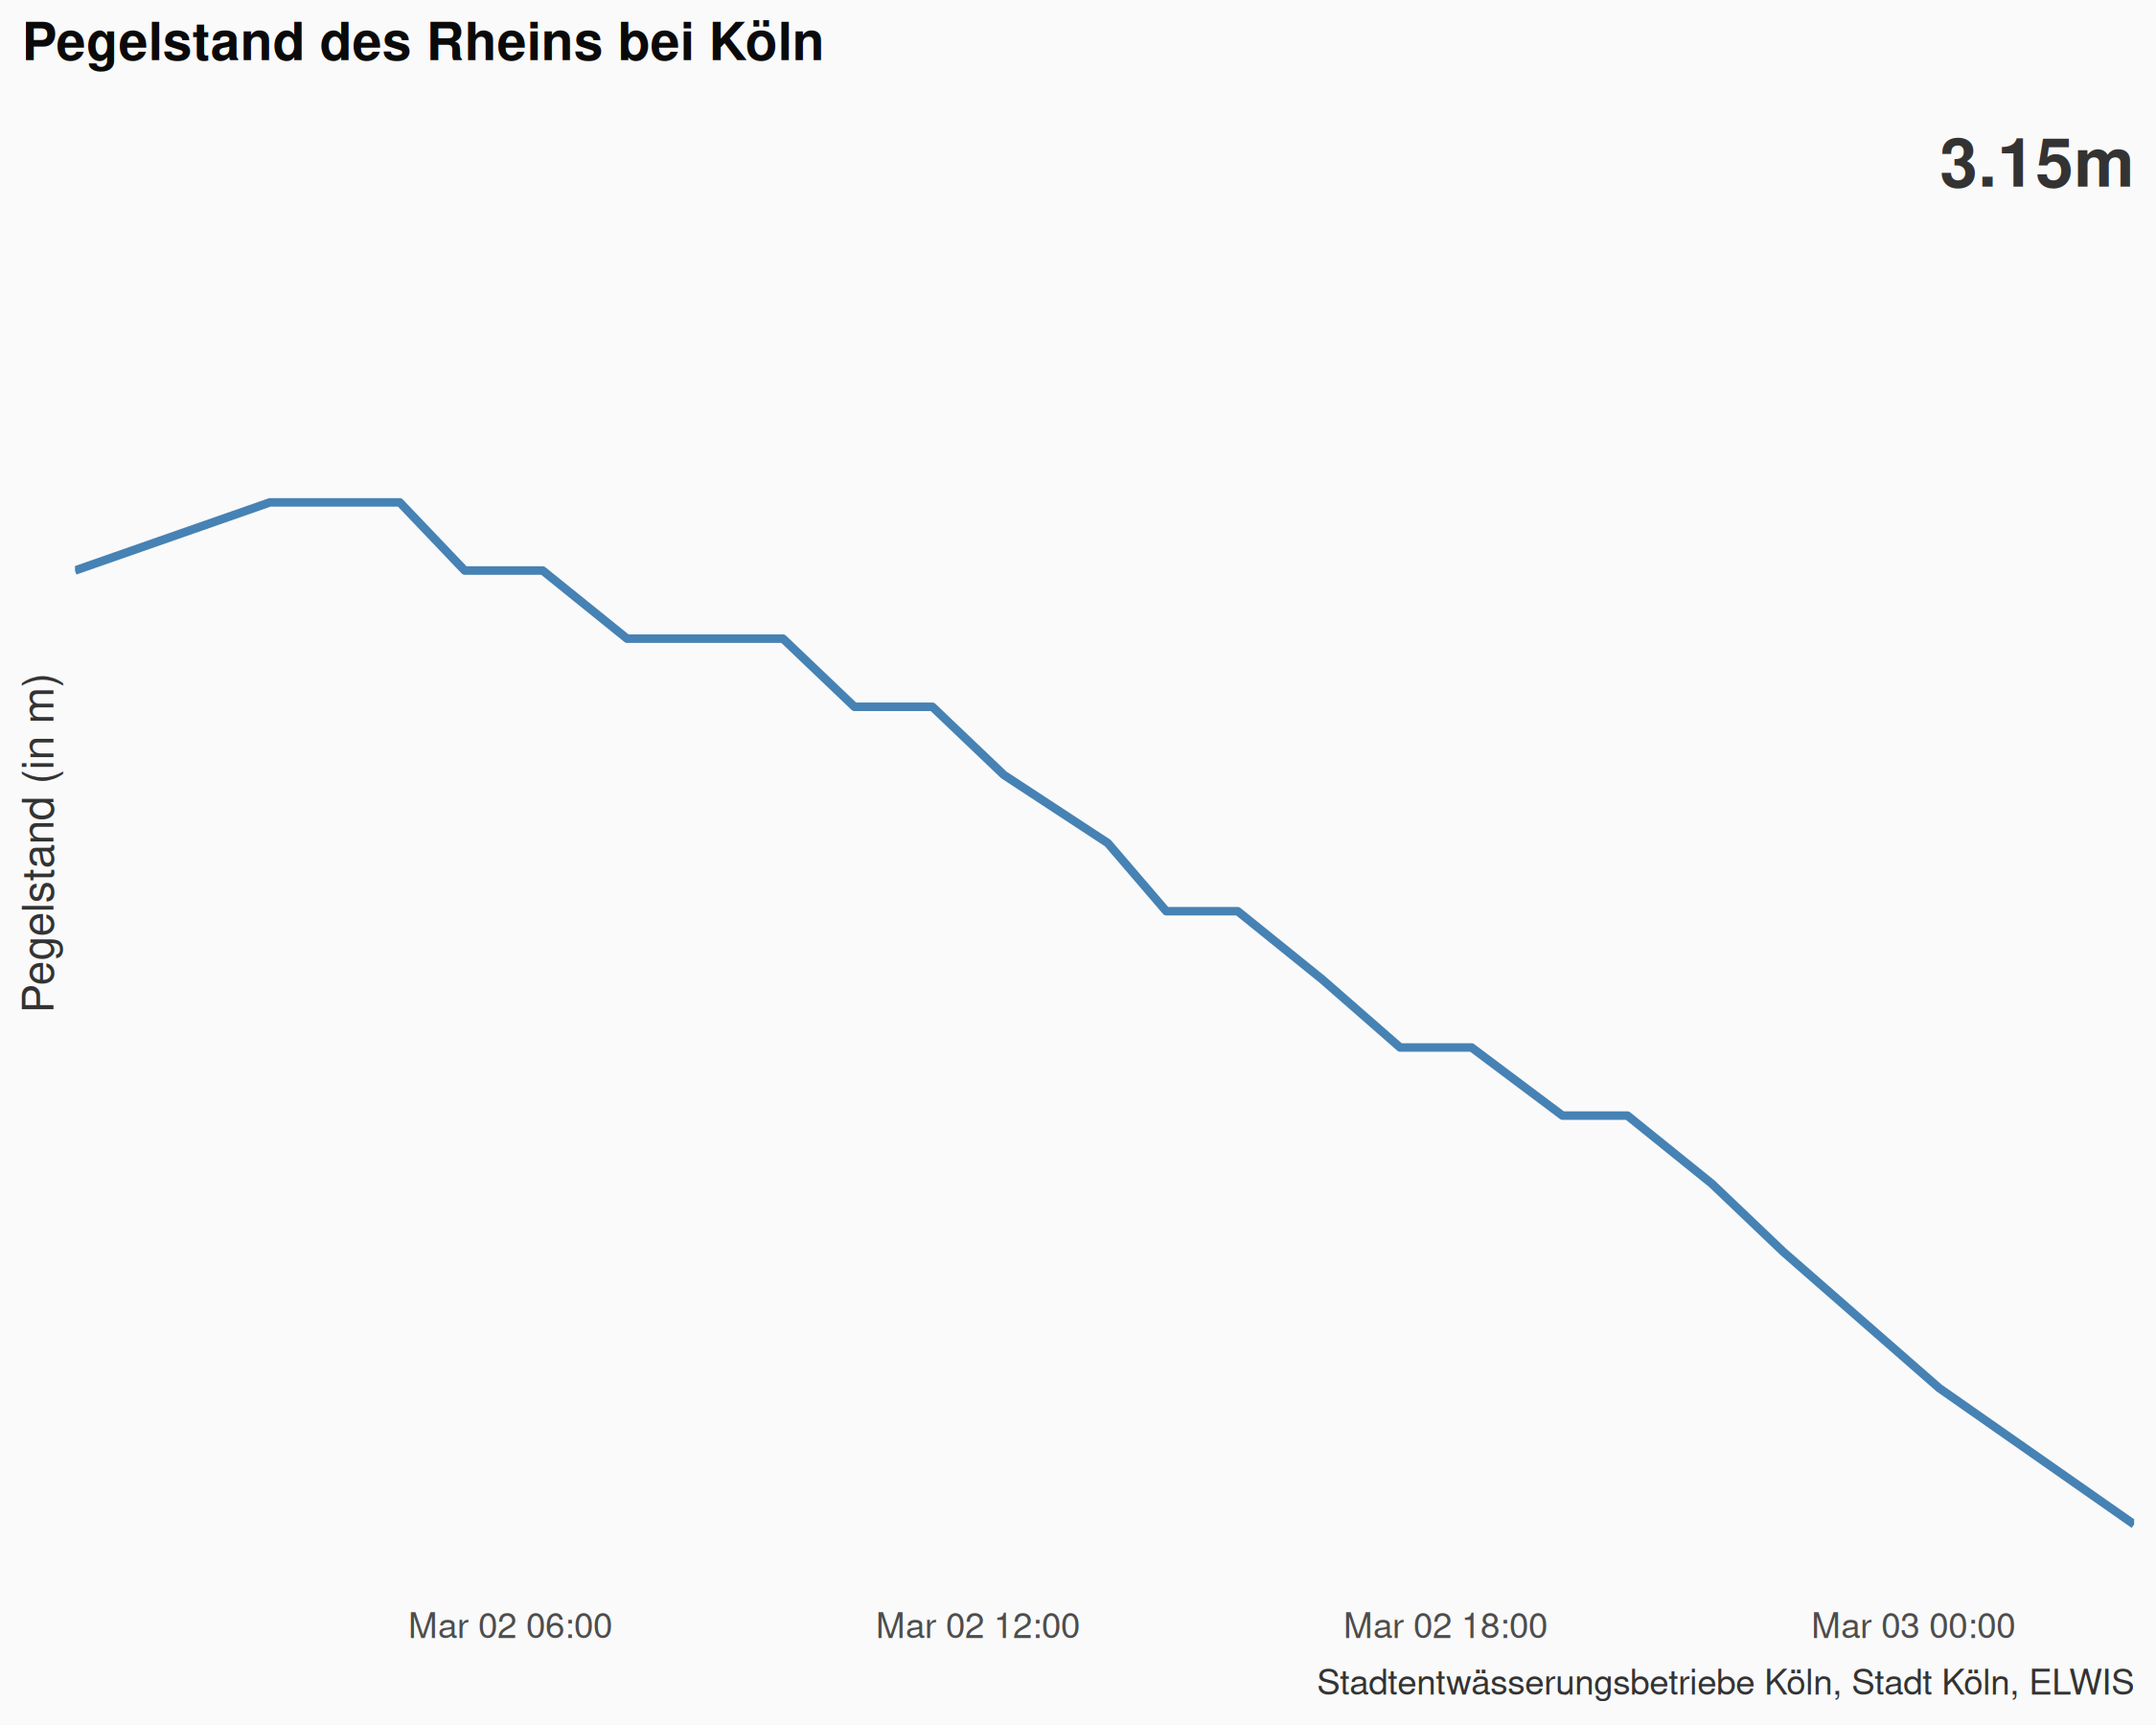 Pegelstand des Rheins bei Köln
3.15m
Pegelstand (in m)
Mar 02 06:00
Mar 02 12:00
Mar 02 18:00
Mar 03 00:00
Stadtentwässerungsbetriebe Köln, Stadt Köln, ELWIS